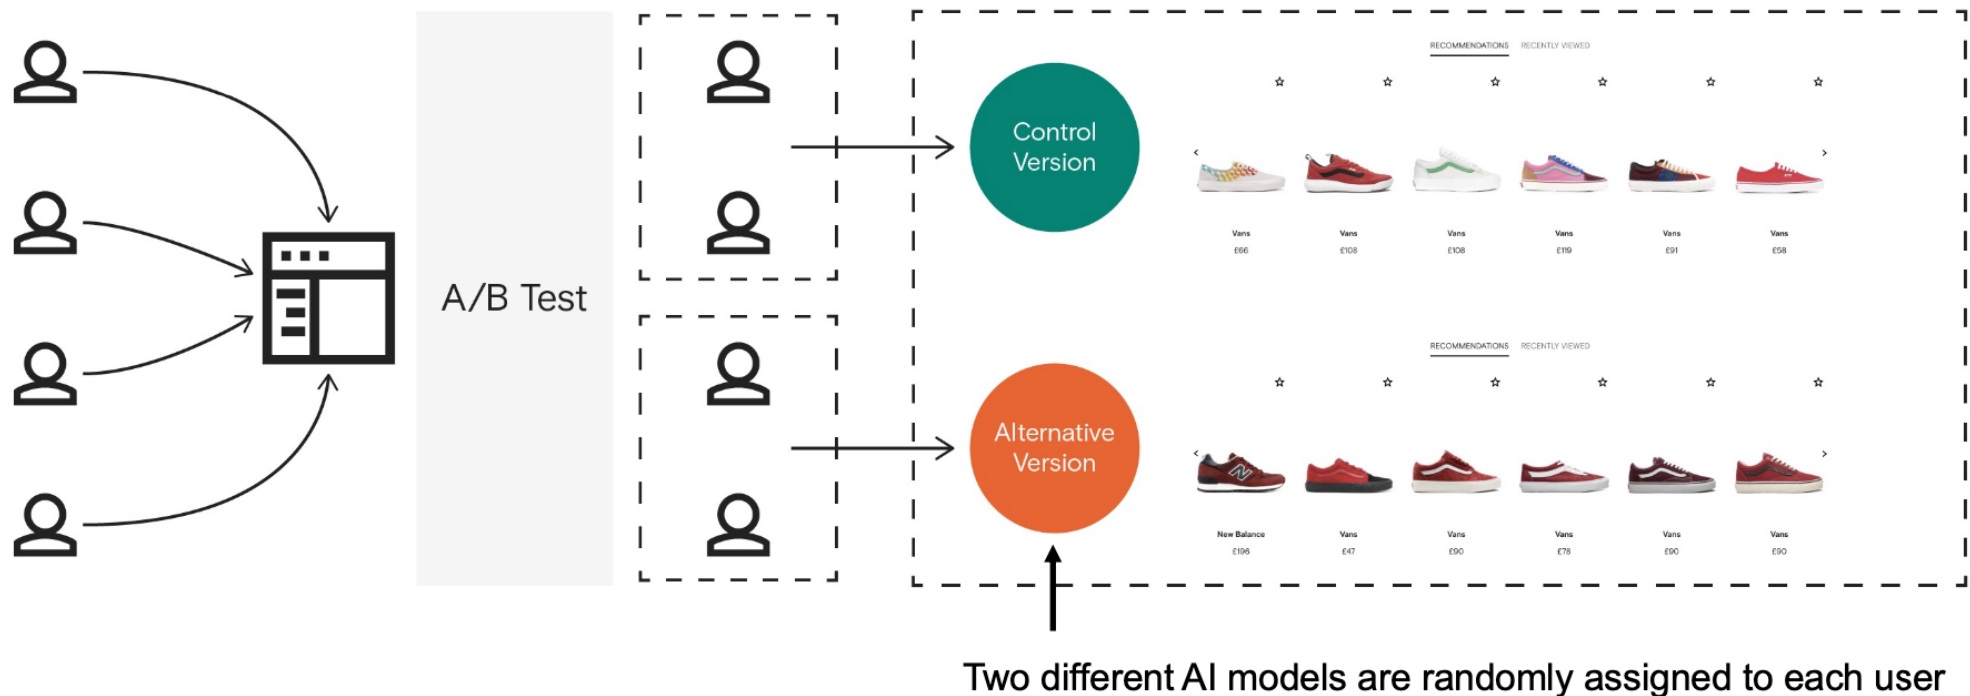 A/B Test
Control
Version
RECOMMENDATIONS RECENTLY VIEWED
Vans Vans Vans Vans Vans Vans
£66 £108 £108 £119 £91 £58
Alternative
Version
RECOMMENDATIONS RECENTLY VIEWED
N
New Balance Vans Vans Vans Vans Vans
£196 £47 £90 £78 £90 £90
Two different AI models are randomly assigned to each user